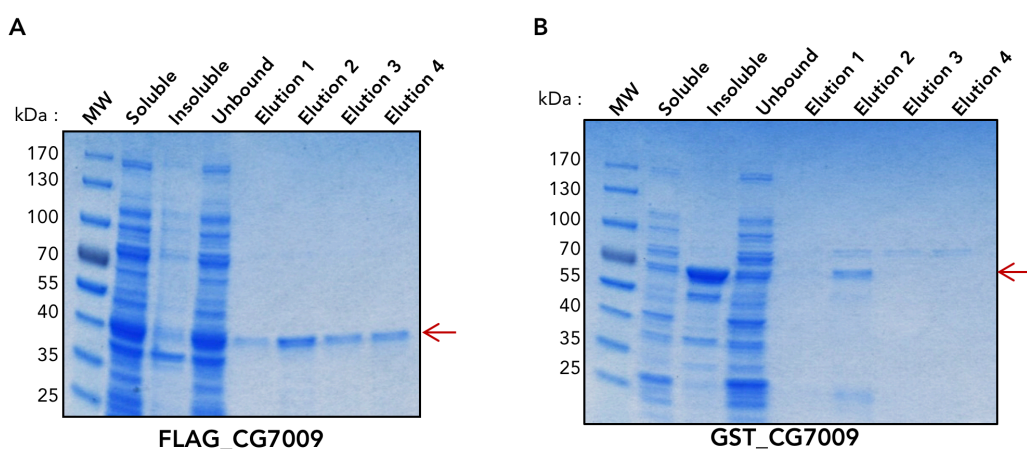 A
kDa :
MW
Soluble
Insoluble
Unbound
Elution 1
Elution 2
Elution 3
Elution 4
170
130
100
70
55
40
35
25
FLAG_CG7009
B
kDa :
MW
Soluble
Insoluble
Unbound
Elution 1
Elution 2
Elution 3
Elution 4
170
130
100
70
55
40
35
25
GST_CG7009